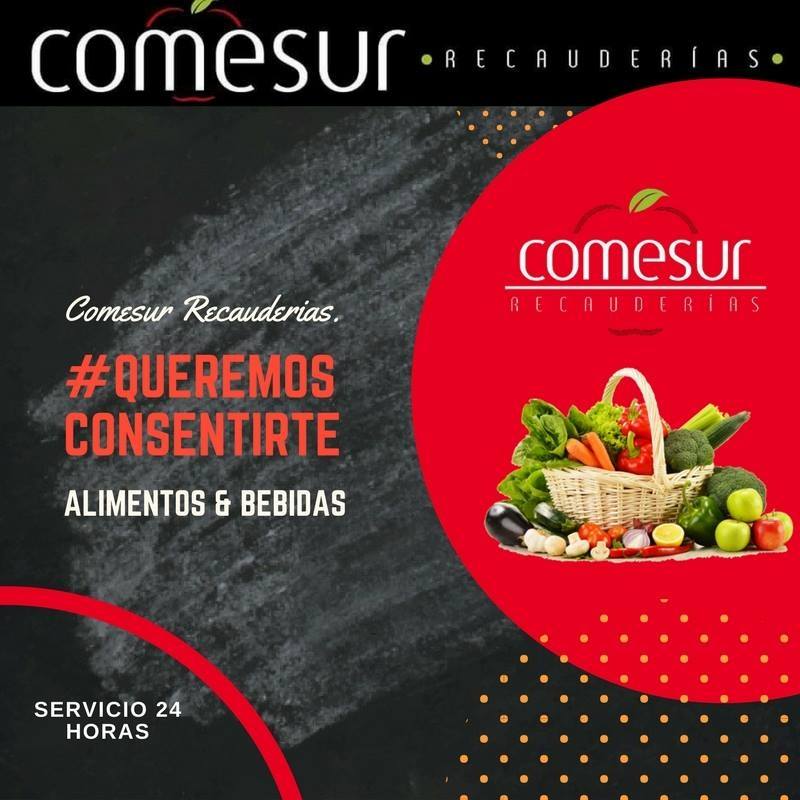 comesur
• RECAUDERÍAS •
comesur
RECAUDERÍAS
Comesur Recauderias.
#QUEREMOS
CONSENTIRTE
ALIMENTOS & BEBIDAS
SERVICIO 24
HORAS